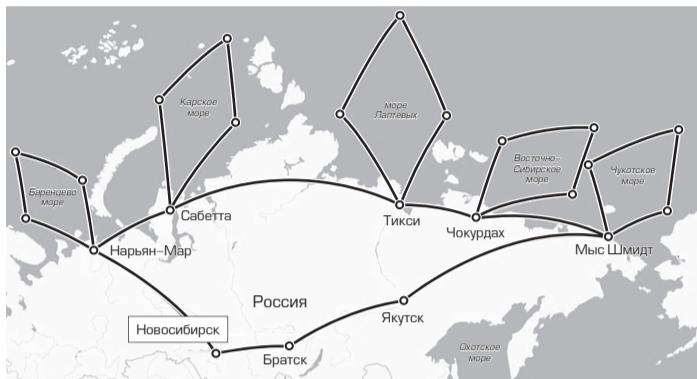 Карское
море
море
Лаптевых
Восточно–
Сибирское
море
Чукотское
море
Баренцево
море
Сабетта
Тикси
Чокурдах
Нарьян–Мар
Мыс Шмидт
Россия
Якутск
Новосибирск
Братск
Охотское
море